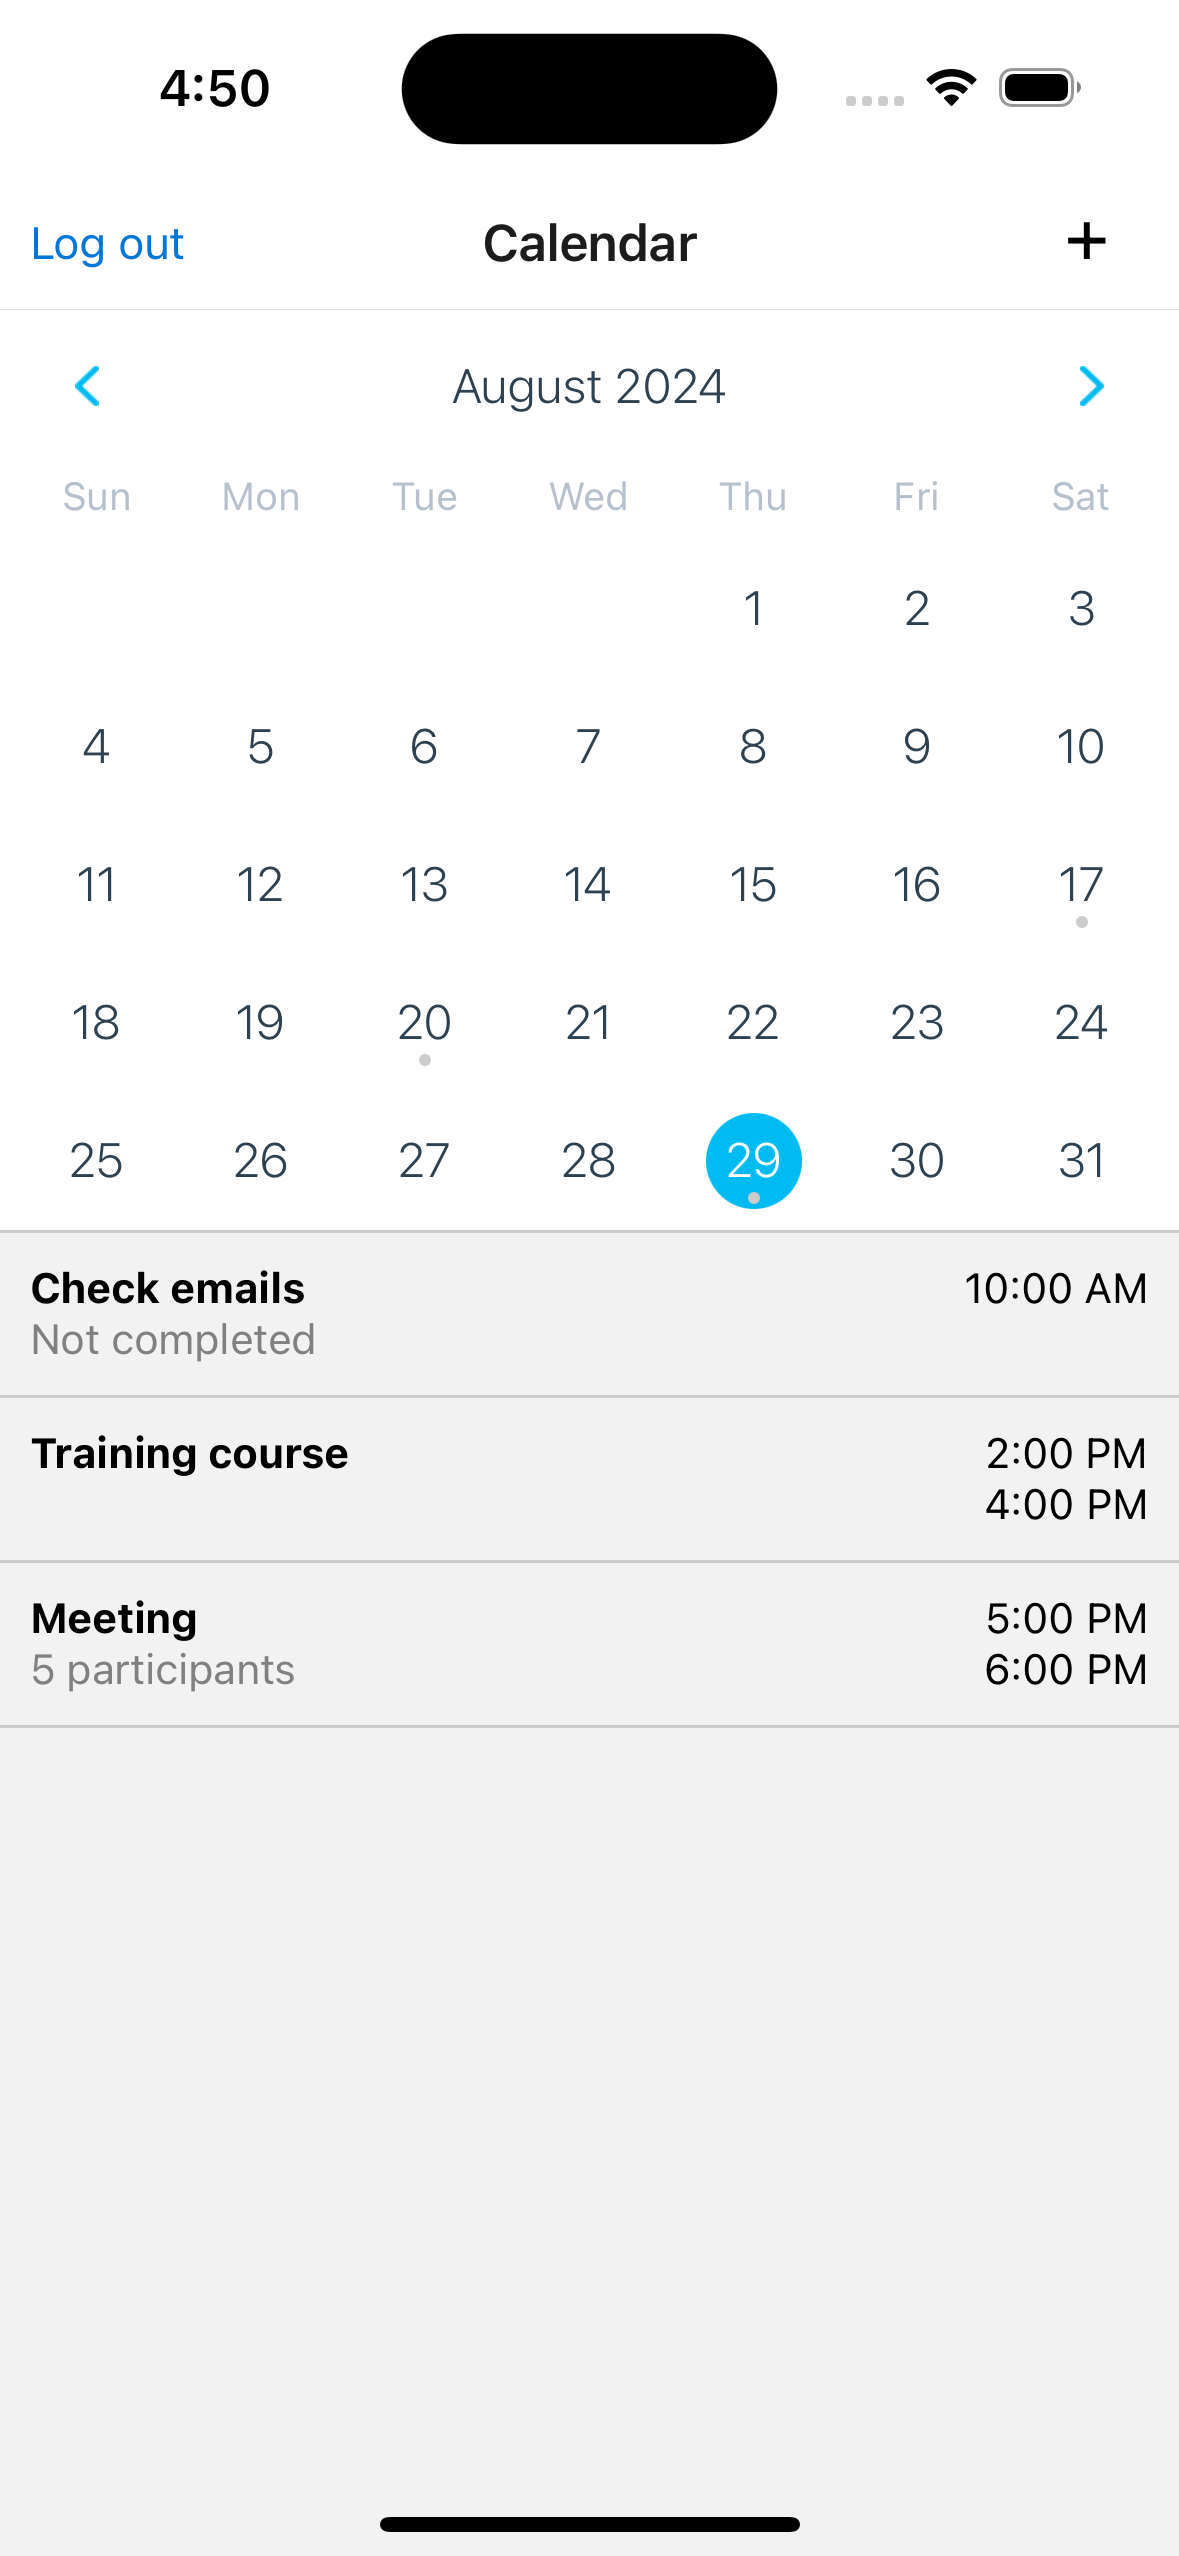 4:50
Log out Calendar +
August 2024
Sun Mon Tue Wed Thu Fri Sat
1 2 3
4 5 6 7 8 9 10
11 12 13 14 15 16 17
18 19 20 21 22 23 24
25 26 27 28 29 30 31
Check emails 10:00 AM
Not completed
Training course 2:00 PM
4:00 PM
Meeting 5:00 PM
5 participants 6:00 PM